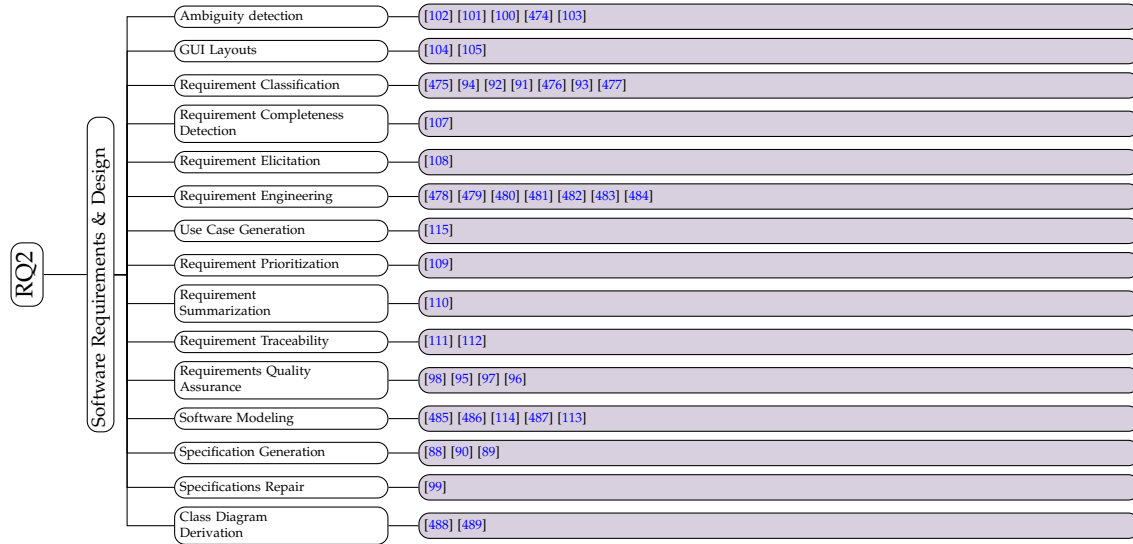 RQ2
Software Requirements & Design
Ambiguity detection
[102] [101] [100] [474] [103]
GUI Layouts
[104] [105]
Requirement Classification
[475] [94] [92] [91] [476] [93] [477]
Requirement Completeness
Detection
[107]
Requirement Elicitation
[108]
Requirement Engineering
[478] [479] [480] [481] [482] [483] [484]
Use Case Generation
[115]
Requirement Prioritization
[109]
Requirement
Summarization
[110]
Requirement Traceability
[111] [112]
Requirements Quality
Assurance
[98] [95] [97] [96]
Software Modeling
[485] [486] [114] [487] [113]
Specification Generation
[88] [90] [89]
Specifications Repair
[99]
Class Diagram
Derivation
[488] [489]